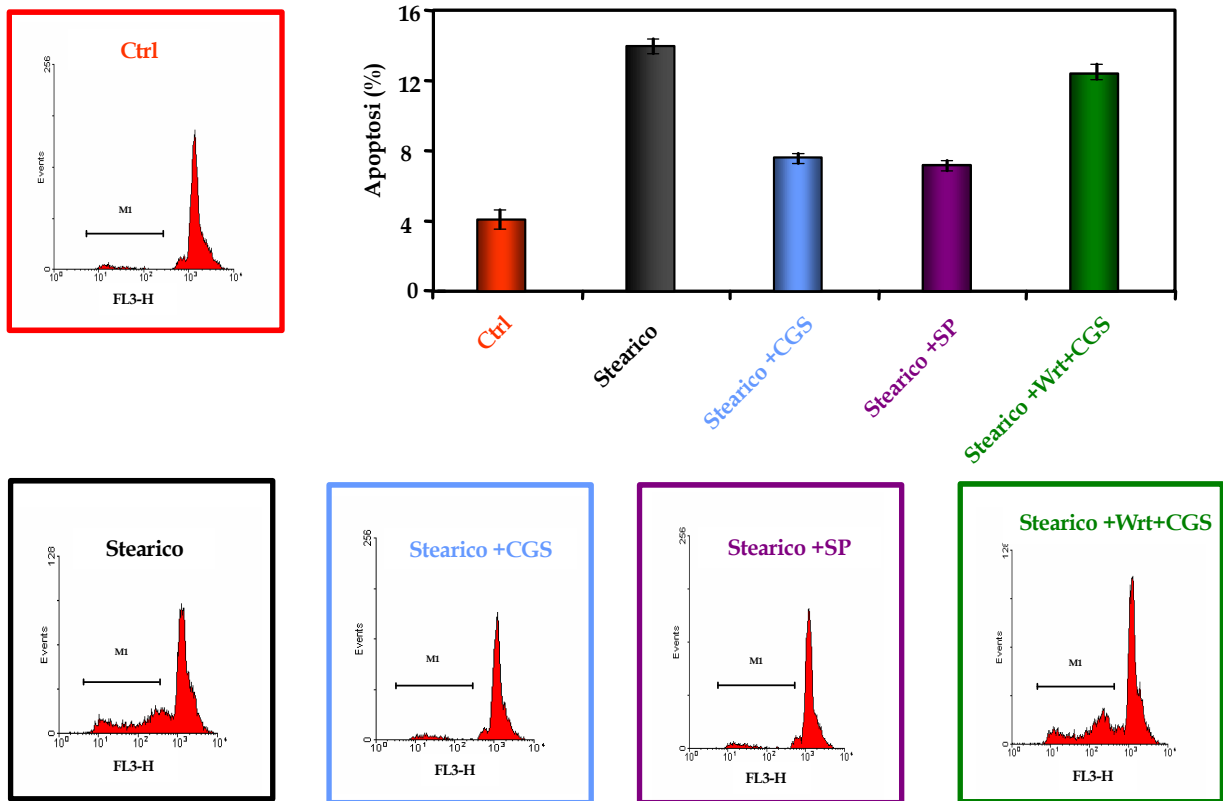 Ctrl
256
Events
0
M1
10⁰ 10¹ 10² 10³ 10⁴
FL3-H
Apoptosi (%)
16
12
8
4
0
Ctrl
Stearico
Stearico +CGS
Stearico +SP
Stearico +Wrt+CGS
Stearico
128
Events
0
M1
10⁰ 10¹ 10² 10³ 10⁴
FL3-H
Stearico +CGS
256
Events
0
M1
10⁰ 10¹ 10² 10³ 10⁴
FL3-H
Stearico +SP
256
Events
0
M1
10⁰ 10¹ 10² 10³ 10⁴
FL3-H
Stearico +Wrt+CGS
Events
0
M1
10⁰ 10¹ 10² 10³ 10⁴
FL3-H